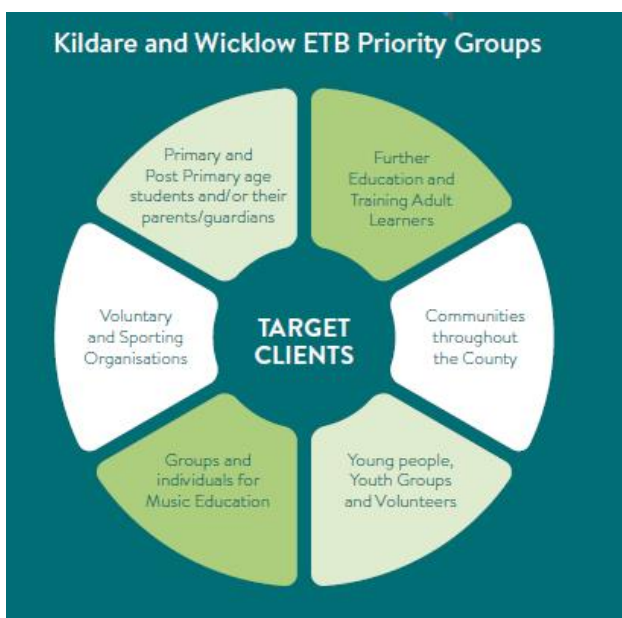 Kildare and Wicklow ETB Priority Groups
Primary and
Post Primary age
students and/or their
parents/guardians
Further
Education and
Training Adult
Learners
Voluntary
and Sporting
Organisations
TARGET
CLIENTS
Communities
throughout
the County
Groups and
individuals for
Music Education
Young people,
Youth Groups
and Volunteers